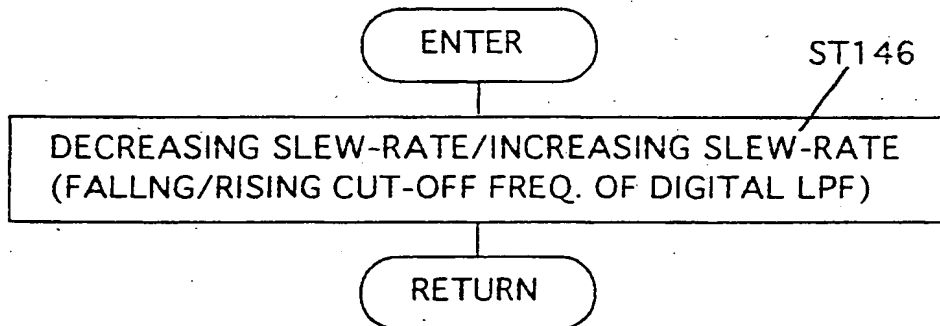 ENTER
ST146
DECREASING SLEW-RATE/INCREASING SLEW-RATE
(FALLNG/RISING CUT-OFF FREQ. OF DIGITAL LPF)
RETURN